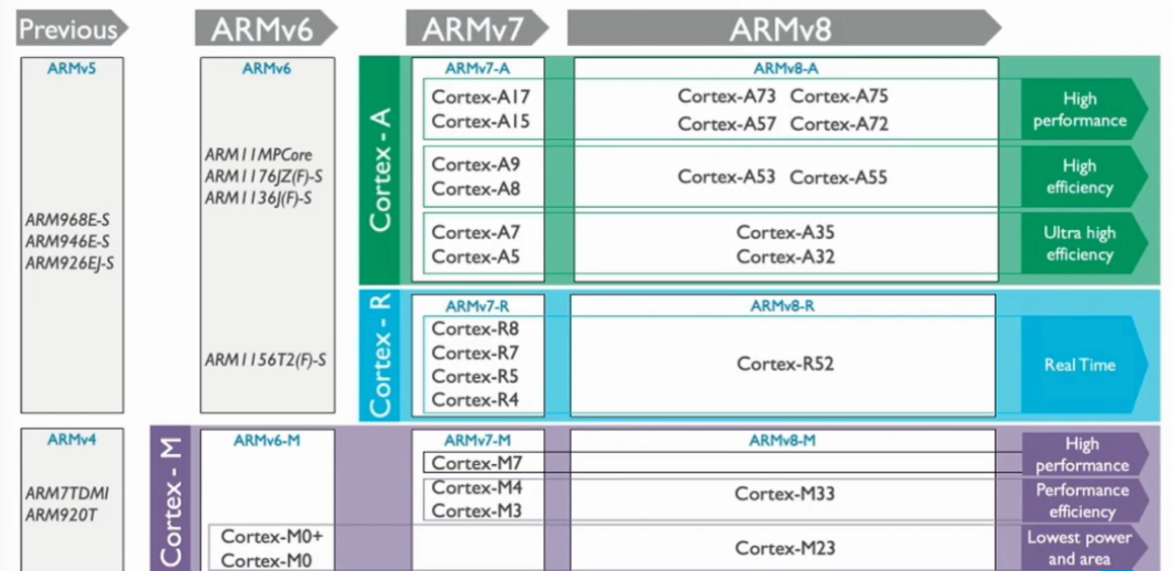 Previous
ARMv6
ARMv7
ARMv8
ARMv5
ARM968E-S
ARM946E-S
ARM926EJ-S
ARMv6
ARM11MPCore
ARM1176JZ(F)-S
ARM1136J(F)-S
ARM1156T2(F)-S
Cortex - A
ARMv7-A
ARMv8-A
Cortex-A17
Cortex-A15
Cortex-A73 Cortex-A75
Cortex-A57 Cortex-A72
High
performance
Cortex-A9
Cortex-A8
Cortex-A53 Cortex-A55
High
efficiency
Cortex-A7
Cortex-A5
Cortex-A35
Cortex-A32
Ultra high
efficiency
Cortex - R
ARMv7-R
ARMv8-R
Cortex-R8
Cortex-R7
Cortex-R5
Cortex-R4
Cortex-R52
Real Time
ARMv4
ARM7TDMI
ARM920T
Cortex - M
ARMv6-M
ARMv7-M
ARMv8-M
Cortex-M7
High
performance
Cortex-M4
Cortex-M3
Cortex-M33
Performance
efficiency
Cortex-M0+
Cortex-M0
Cortex-M23
Lowest power
and area